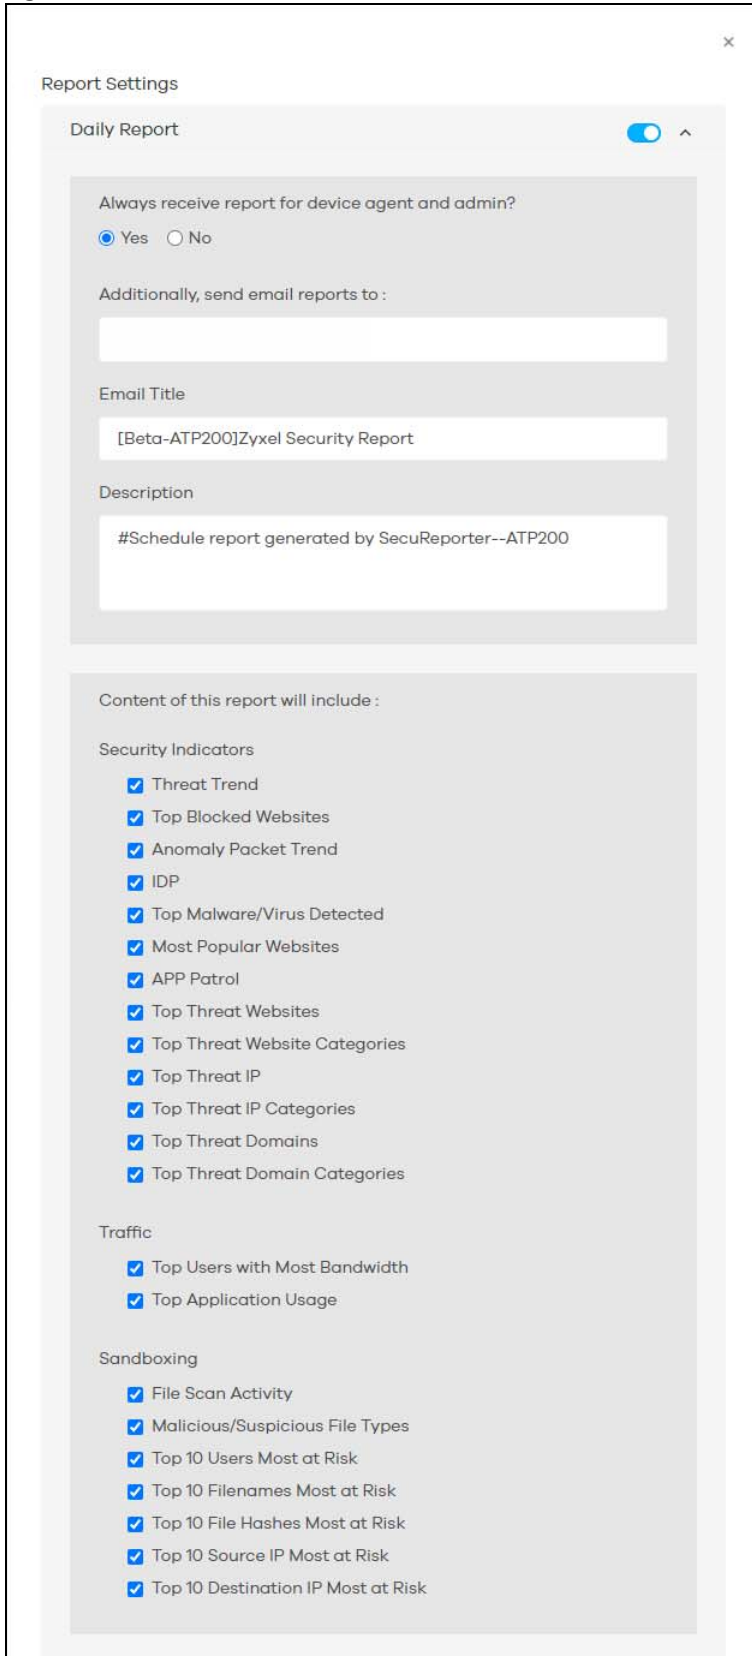 Report Settings
Daily Report
Always receive report for device agent and admin?
Yes No
Additionally, send email reports to :
Email Title
[Beta-ATP200]Zyxel Security Report
Description
#Schedule report generated by SecuReporter--ATP200
Content of this report will include :
Security Indicators
Threat Trend
Top Blocked Websites
Anomaly Packet Trend
IDP
Top Malware/Virus Detected
Most Popular Websites
APP Patrol
Top Threat Websites
Top Threat Website Categories
Top Threat IP
Top Threat IP Categories
Top Threat Domains
Top Threat Domain Categories
Traffic
Top Users with Most Bandwidth
Top Application Usage
Sandboxing
File Scan Activity
Malicious/Suspicious File Types
Top 10 Users Most at Risk
Top 10 Filenames Most at Risk
Top 10 File Hashes Most at Risk
Top 10 Source IP Most at Risk
Top 10 Destination IP Most at Risk